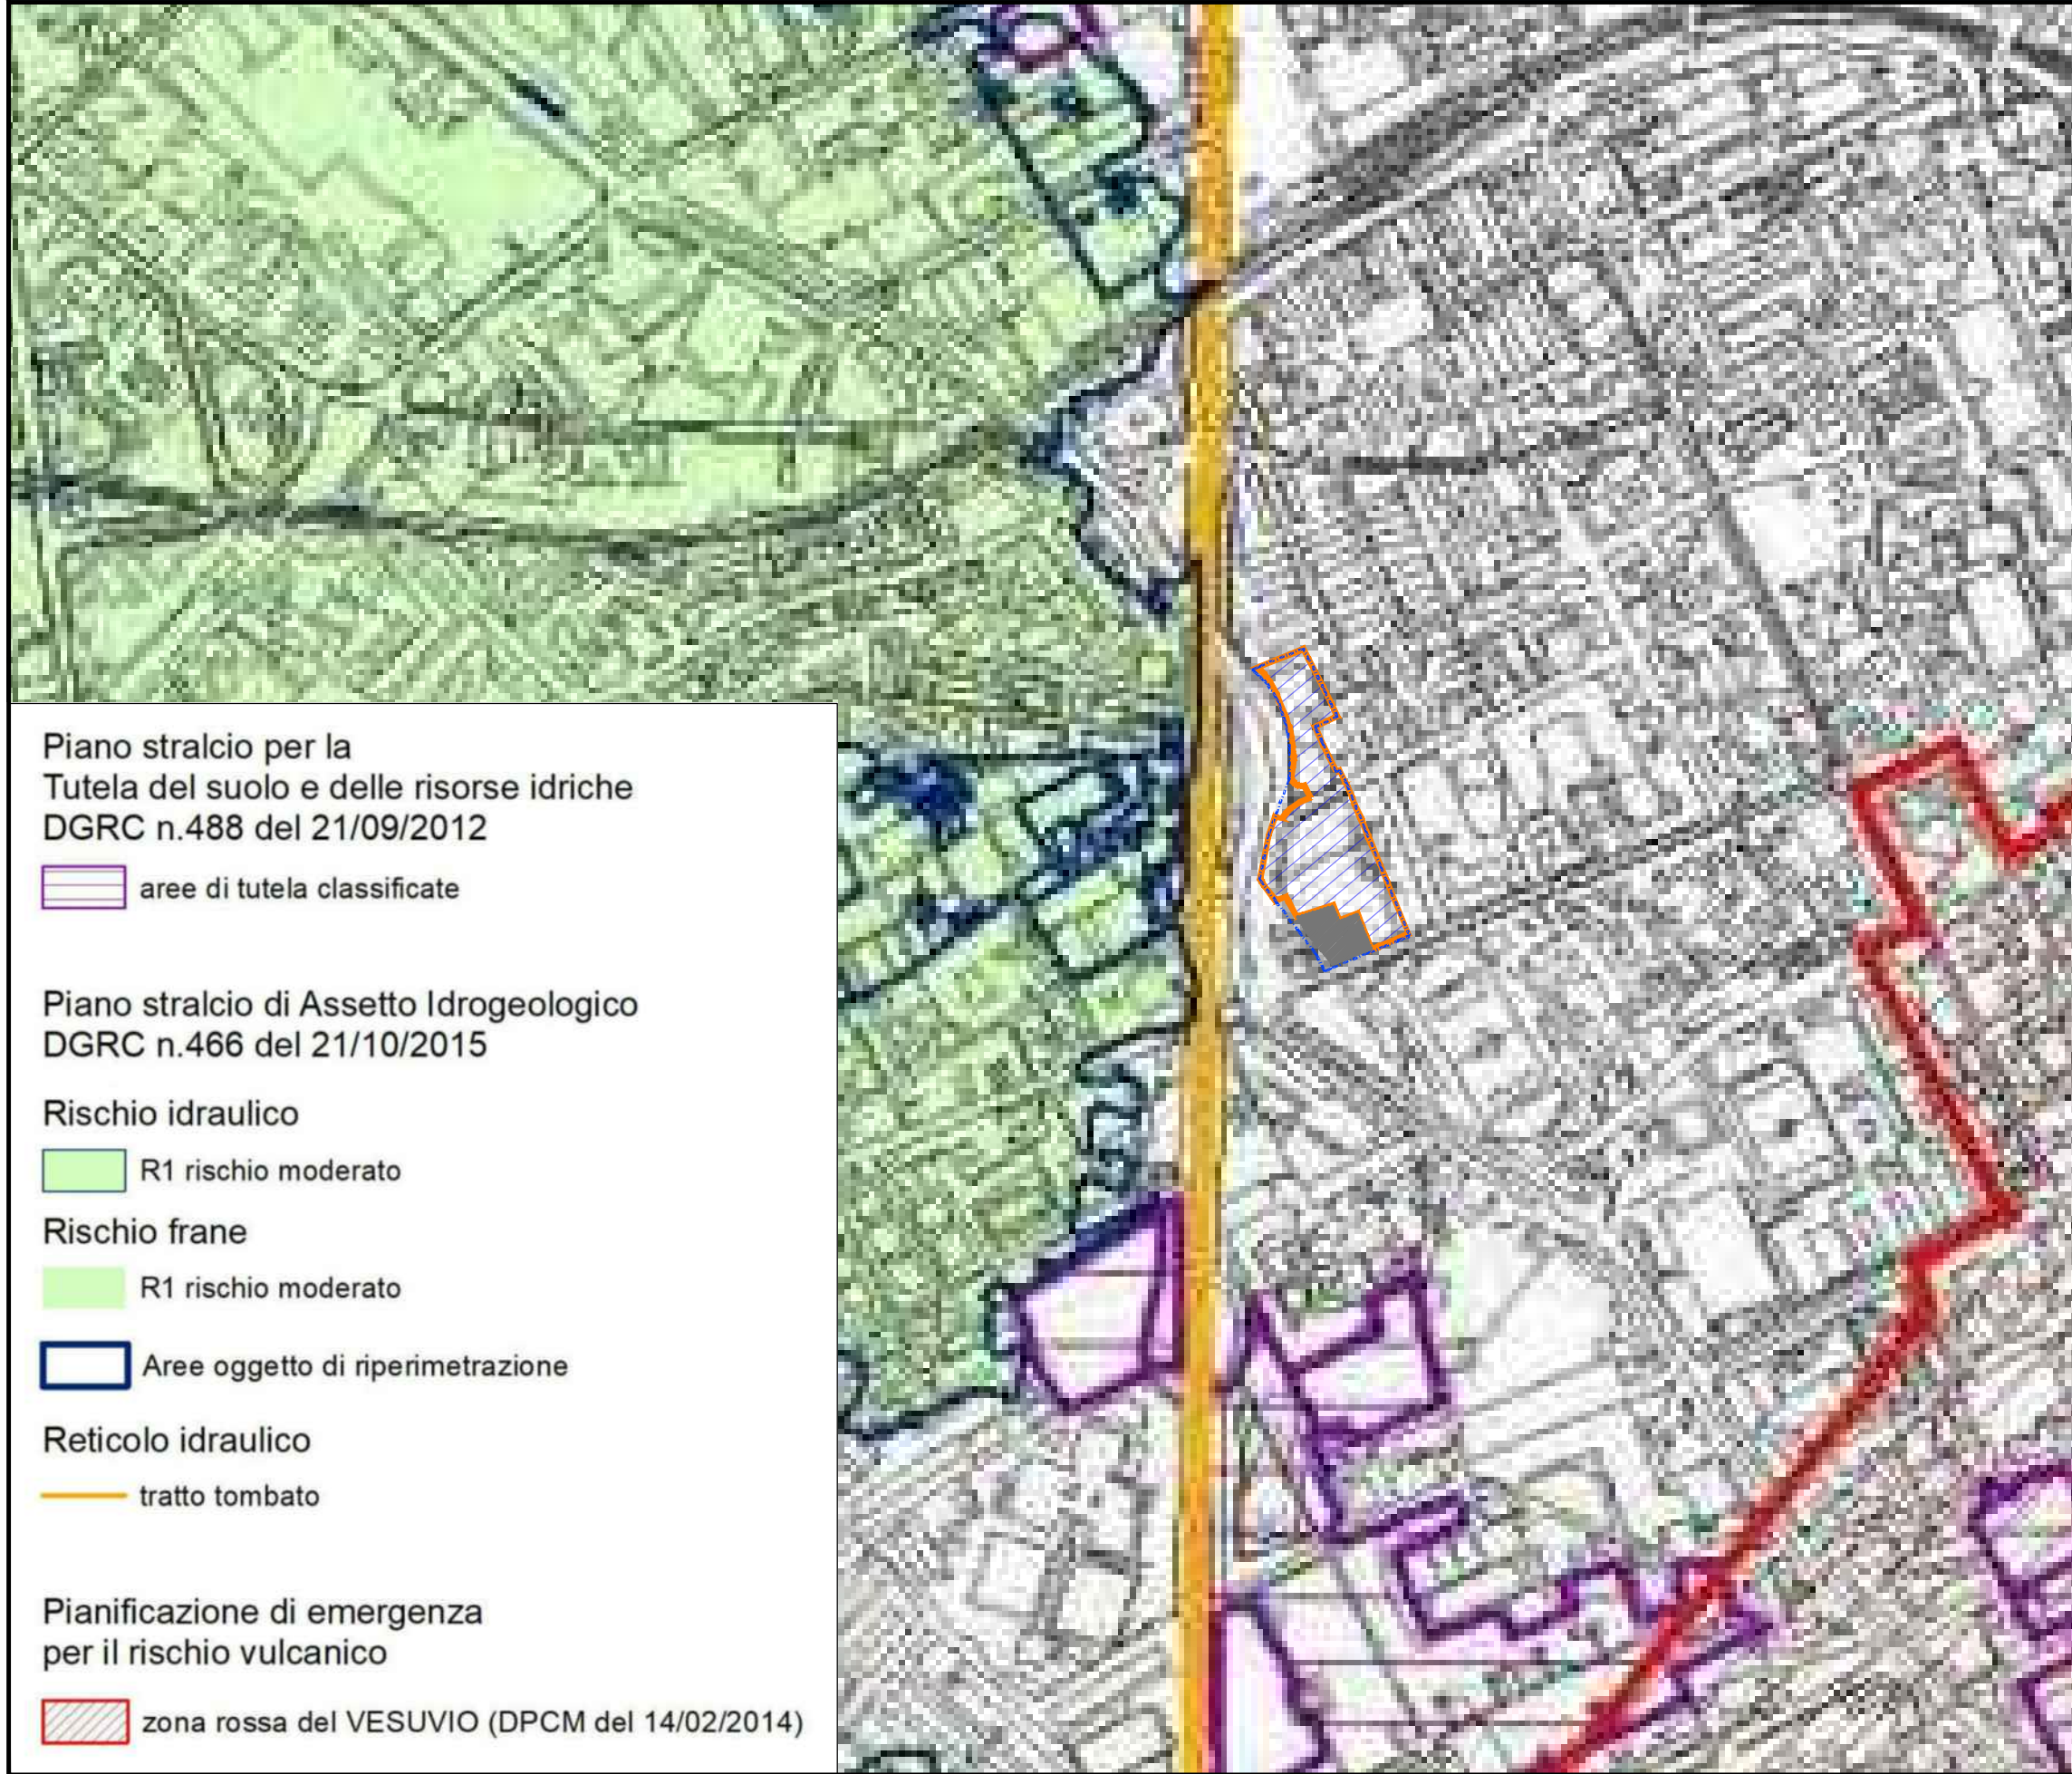 Piano stralcio per la
Tutela del suolo e delle risorse idriche
DGRC n.488 del 21/09/2012
aree di tutela classificate
Piano stralcio di Assetto Idrogeologico
DGRC n.466 del 21/10/2015
Rischio idraulico
R1 rischio moderato
Rischio frane
R1 rischio moderato
Aree oggetto di riperimetrazione
Reticolo idraulico
tratto tombato
Pianificazione di emergenza
per il rischio vulcanico
zona rossa del VESUVIO (DPCM del 14/02/2014)